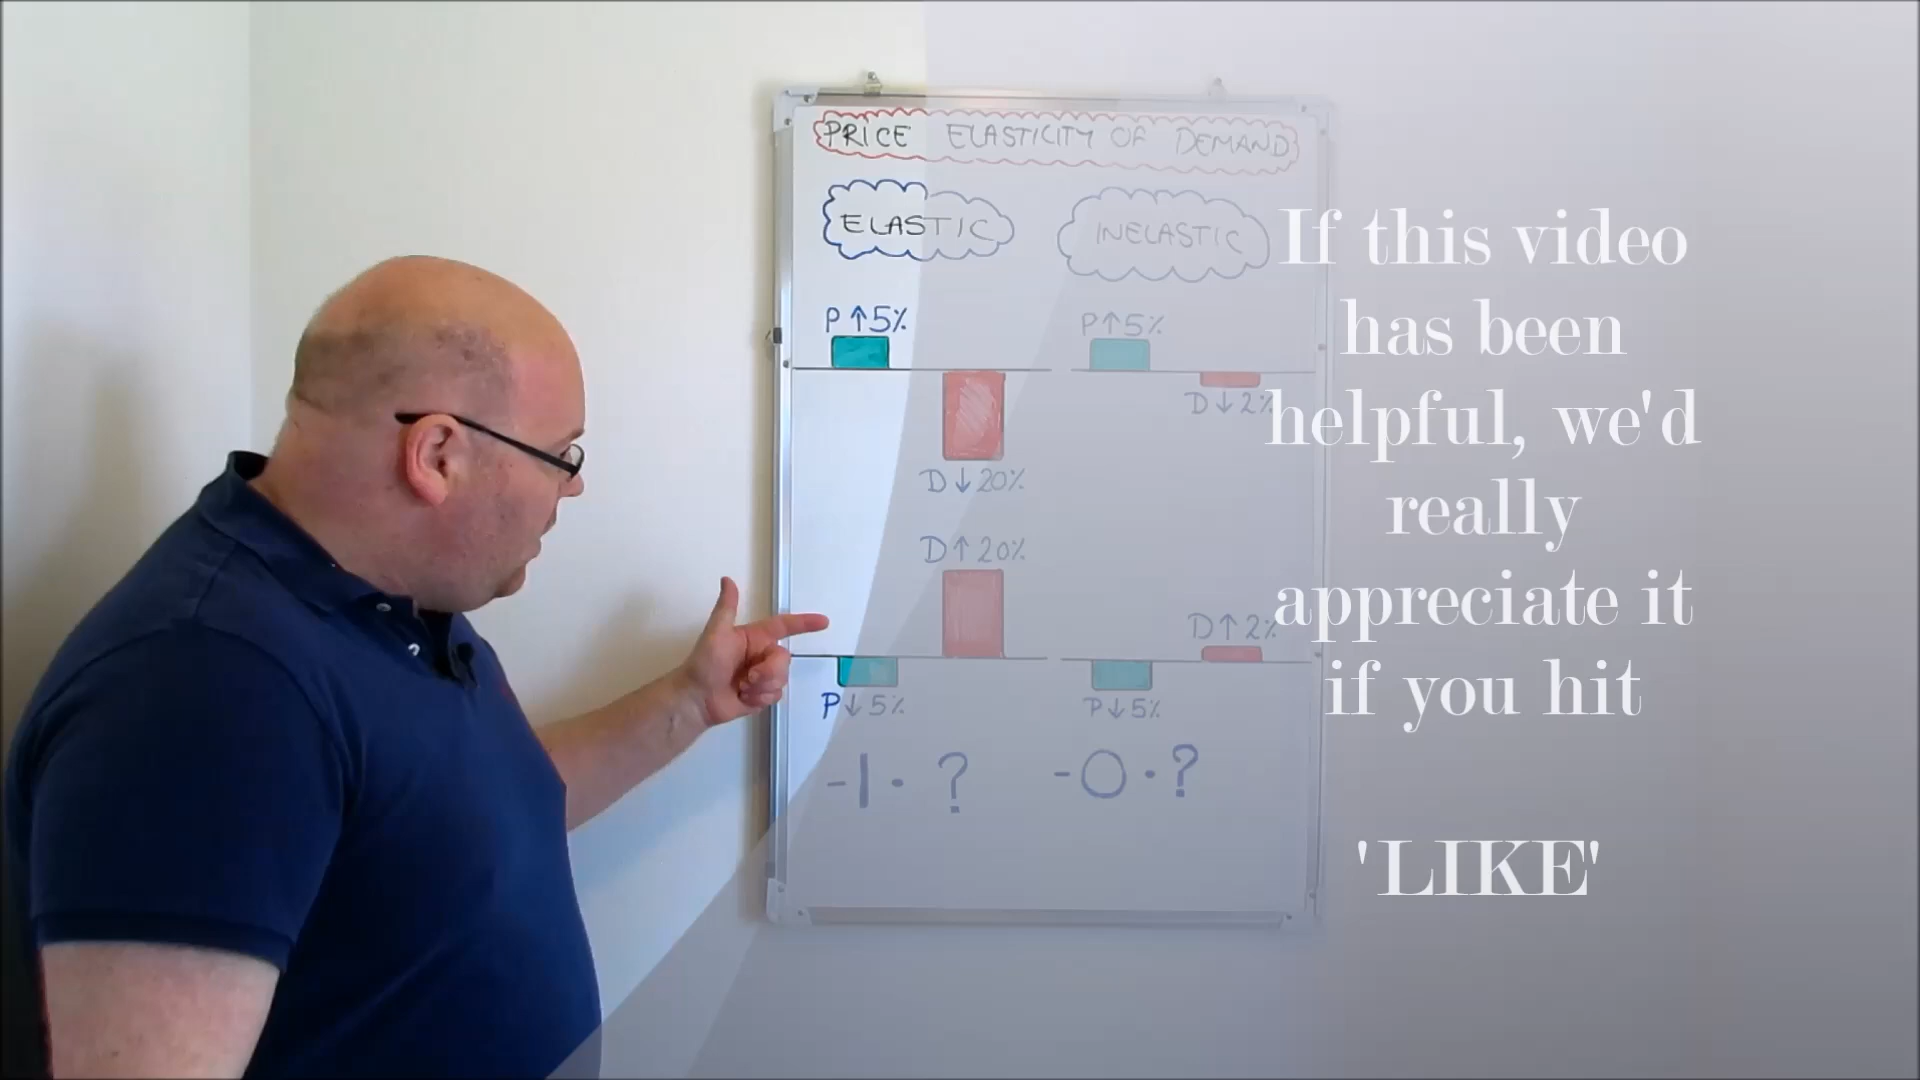 PRICE ELASTICITY OF DEMAND
ELASTIC
INELASTIC
P↑5%
P↑5%
D↓2%
D↓20%
D↑20%
D↑2%
P↓5%
P↓5%
-1.?
-0.?
If this video
has been
helpful, we'd
really
appreciate it
if you hit
'LIKE'